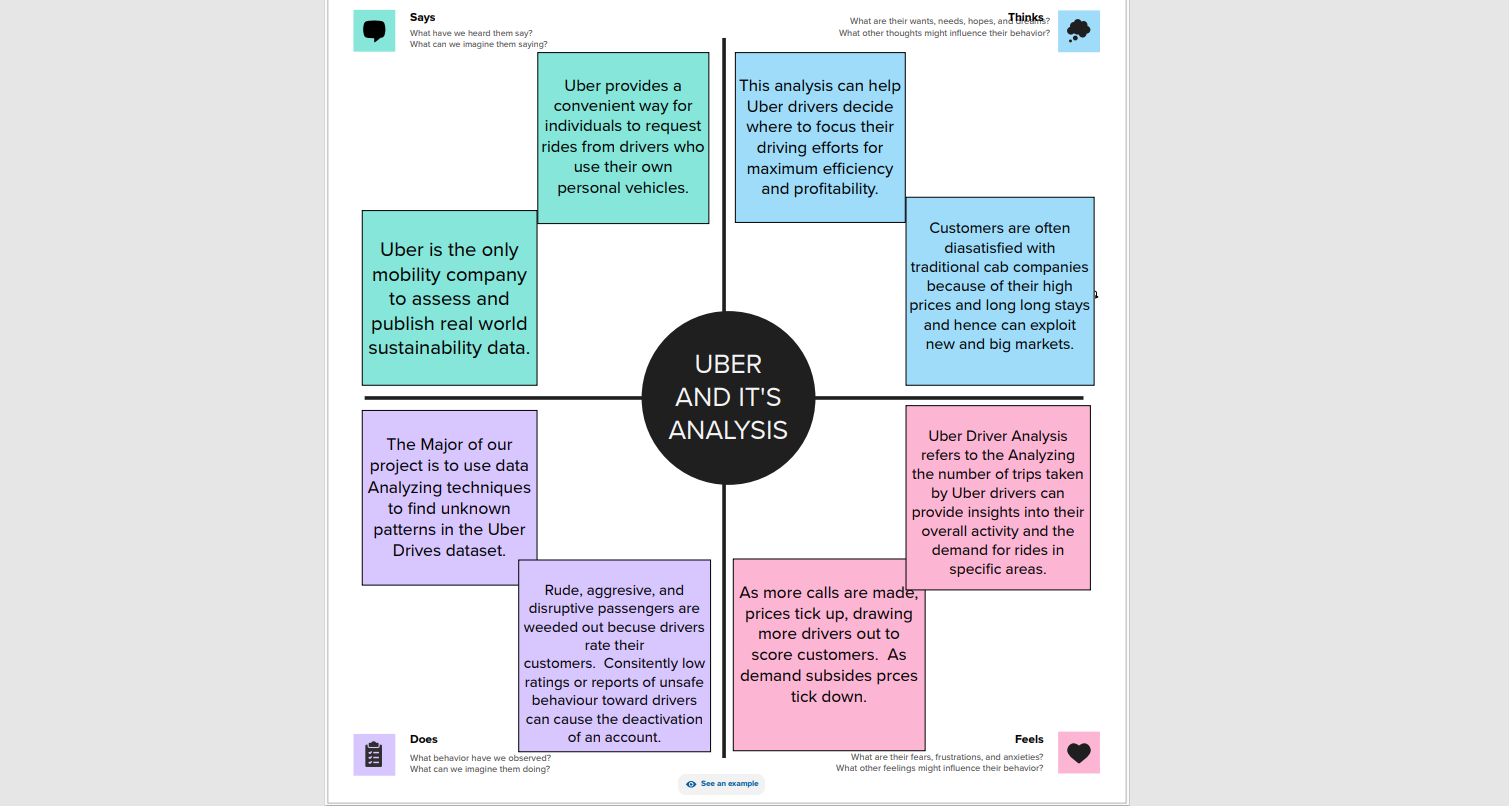 Says
What have we heard them say?
What can we imagine them saying?
Thinks
What are their wants, needs, hopes, and dreams?
What other thoughts might influence their behavior?
Uber provides a
convenient way for
individuals to request
rides from drivers who
use their own
personal vehicles.
Uber is the only
mobility company
to assess and
publish real world
sustainability data.
This analysis can help
Uber drivers decide
where to focus their
driving efforts for
maximum efficiency
and profitability.
Customers are often
diasatisfied with
traditional cab companies
because of their high
prices and long long stays
and hence can exploit
new and big markets.
UBER
AND IT'S
ANALYSIS
The Major of our
project is to use data
Analyzing techniques
to find unknown
patterns in the Uber
Drives dataset.
Rude, aggresive, and
disruptive passengers are
weeded out becuse drivers
rate their
customers.  Consitently low
ratings or reports of unsafe
behaviour toward drivers
can cause the deactivation
of an account.
Uber Driver Analysis
refers to the Analyzing
the number of trips taken
by Uber drivers can
provide insights into their
overall activity and the
demand for rides in
specific areas.
As more calls are made,
prices tick up, drawing
more drivers out to
score customers.  As
demand subsides prces
tick down.
Does
What behavior have we observed?
What can we imagine them doing?
Feels
What are their fears, frustrations, and anxieties?
What other feelings might influence their behavior?
See an example